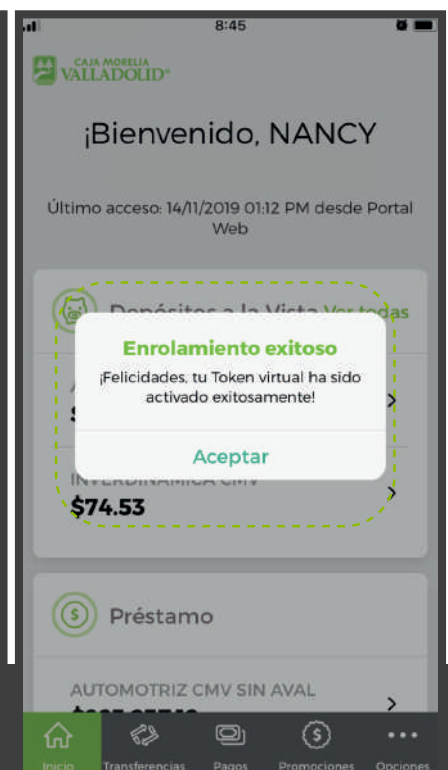 8:45
CAJA MORELIA
VALLADOLID®
¡Bienvenido, NANCY
Último acceso: 14/11/2019 01:12 PM desde Portal
Web
Depósitos a la Vista Ver todas
Enrolamiento exitoso
¡Felicidades, tu Token virtual ha sido
activado exitosamente!
Aceptar
INVERDINAMICA CMV
$74.53
Préstamo
AUTOMOTRIZ CMV SIN AVAL
Inicio Transferencias Pagos Promociones Opciones